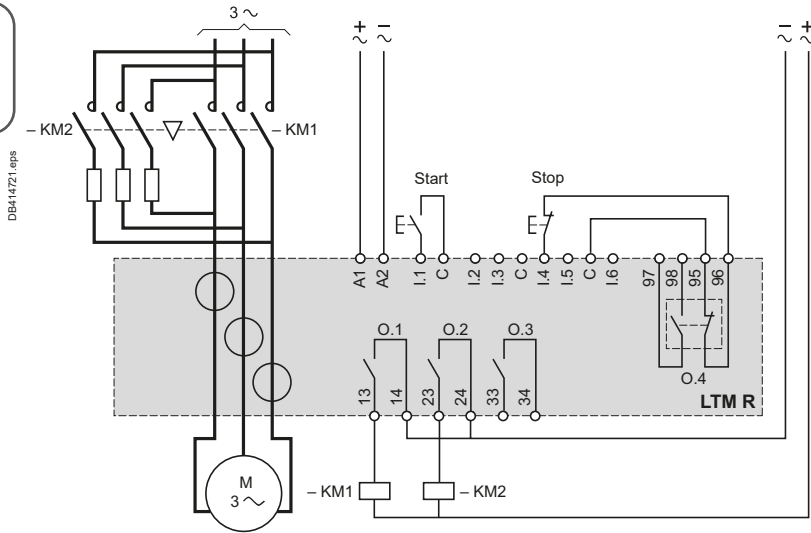 3 ∼
+ −
∼ ∼
− +
∼ ∼
– KM2
– KM1
DB414721.eps
Start
Stop
A1
A2
I.1
C
I.2
I.3
C
I.4
I.5
C
I.6
97
98
95
96
O.1
O.2
O.3
O.4
13
14
23
24
33
34
LTM R
M
3 ∼
– KM1
– KM2